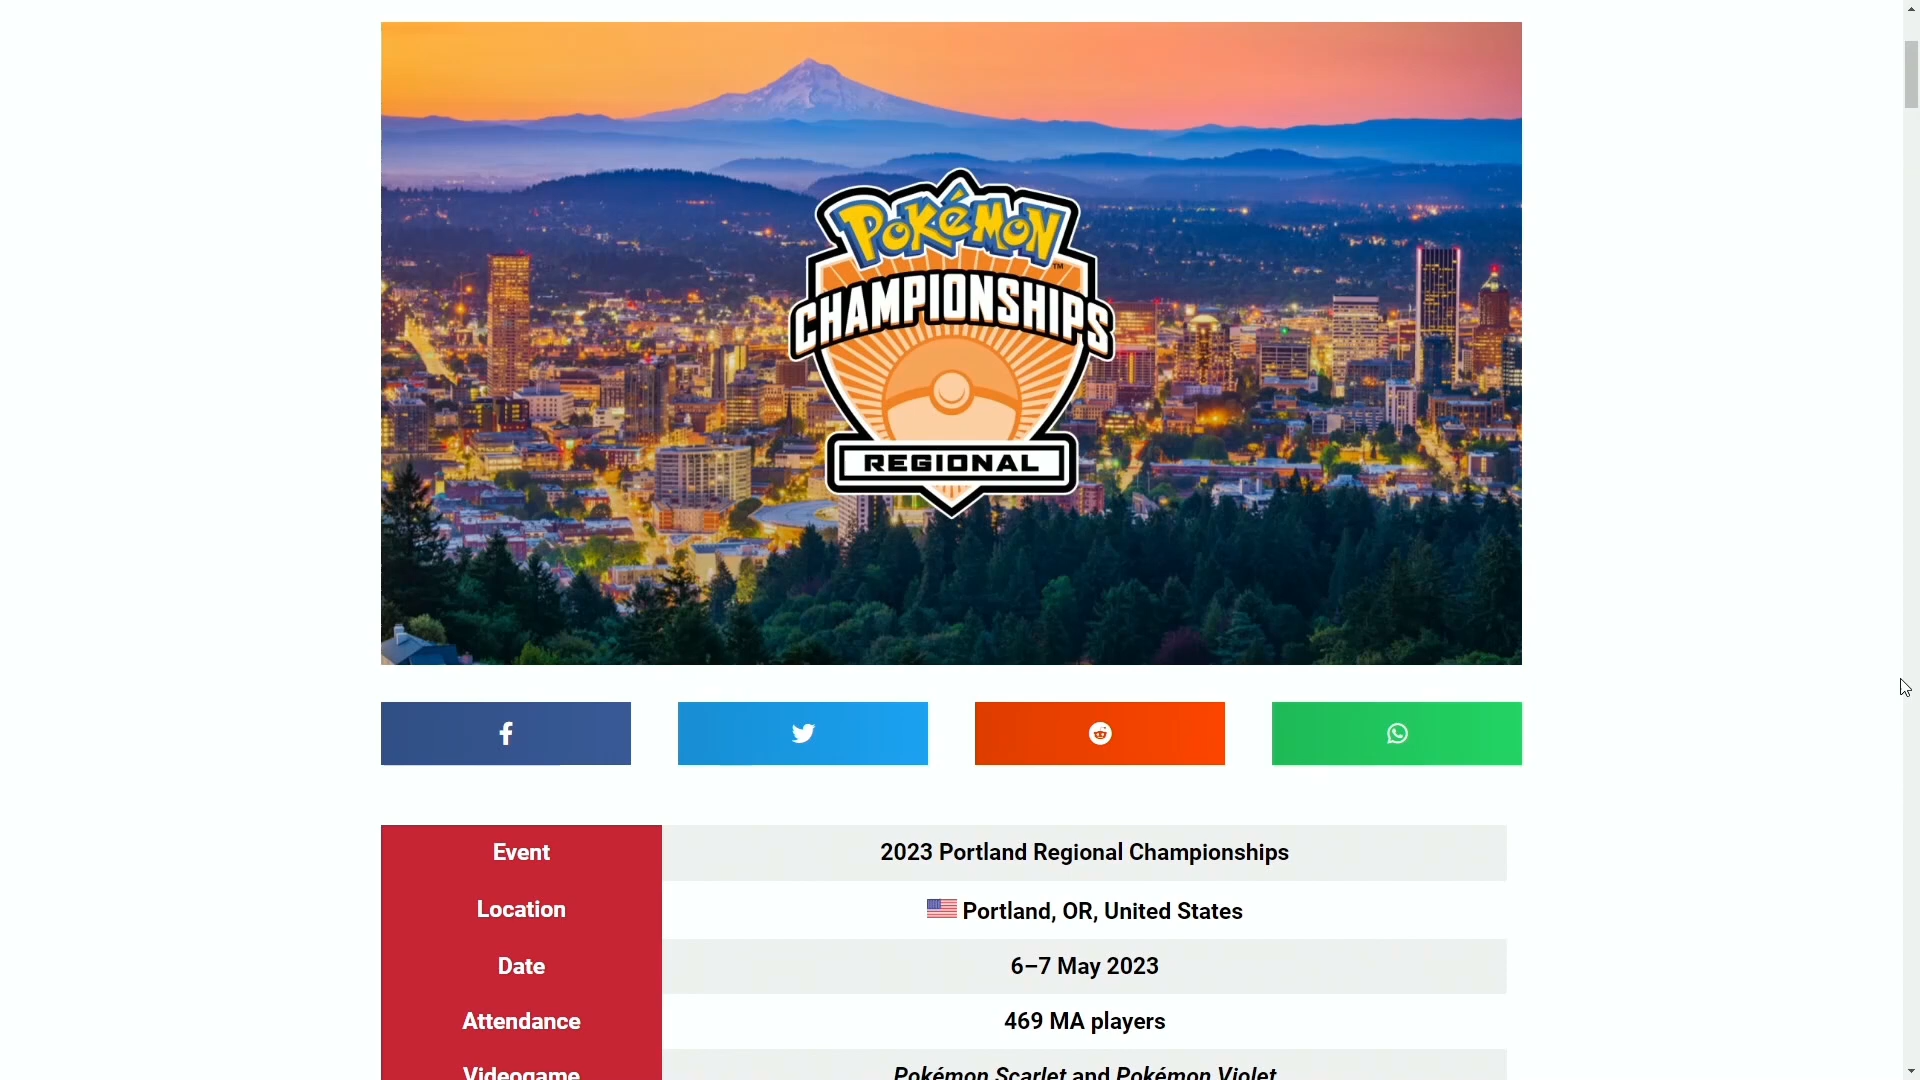 Pokémon
TM
CHAMPIONSHIPS
REGIONAL
Event
2023 Portland Regional Championships
Location
Portland, OR, United States
Date
6–7 May 2023
Attendance
469 MA players
Videogame
Pokémon Scarlet and Pokémon Violet